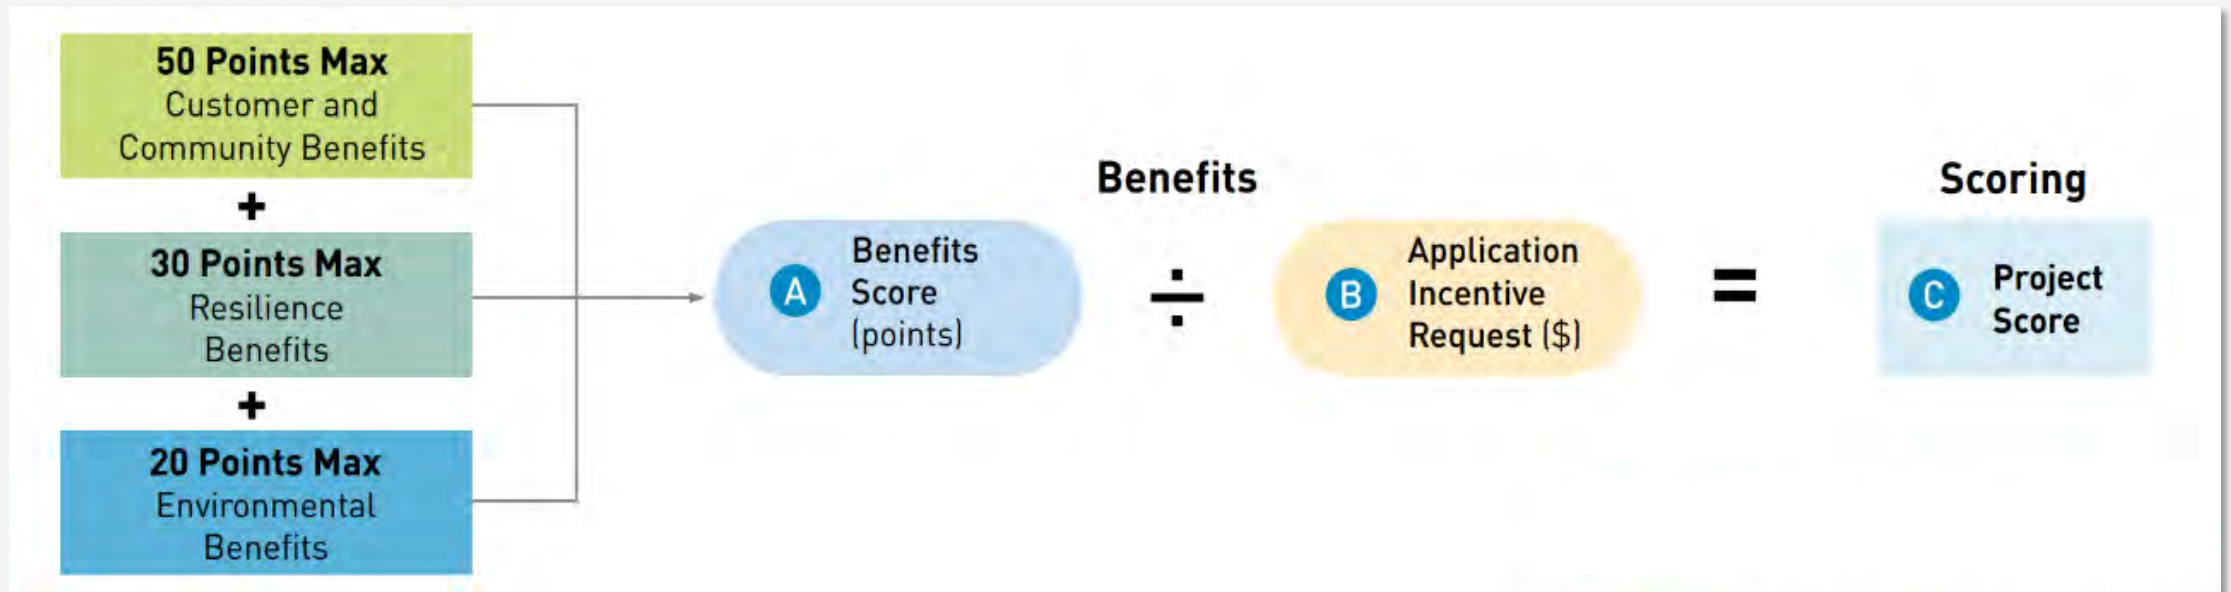 50 Points Max
Customer and
Community Benefits
+
30 Points Max
Resilience
Benefits
+
20 Points Max
Environmental
Benefits
Benefits
A
Benefits
Score
(points)
÷
B
Application
Incentive
Request ($)
=
Scoring
C
Project
Score